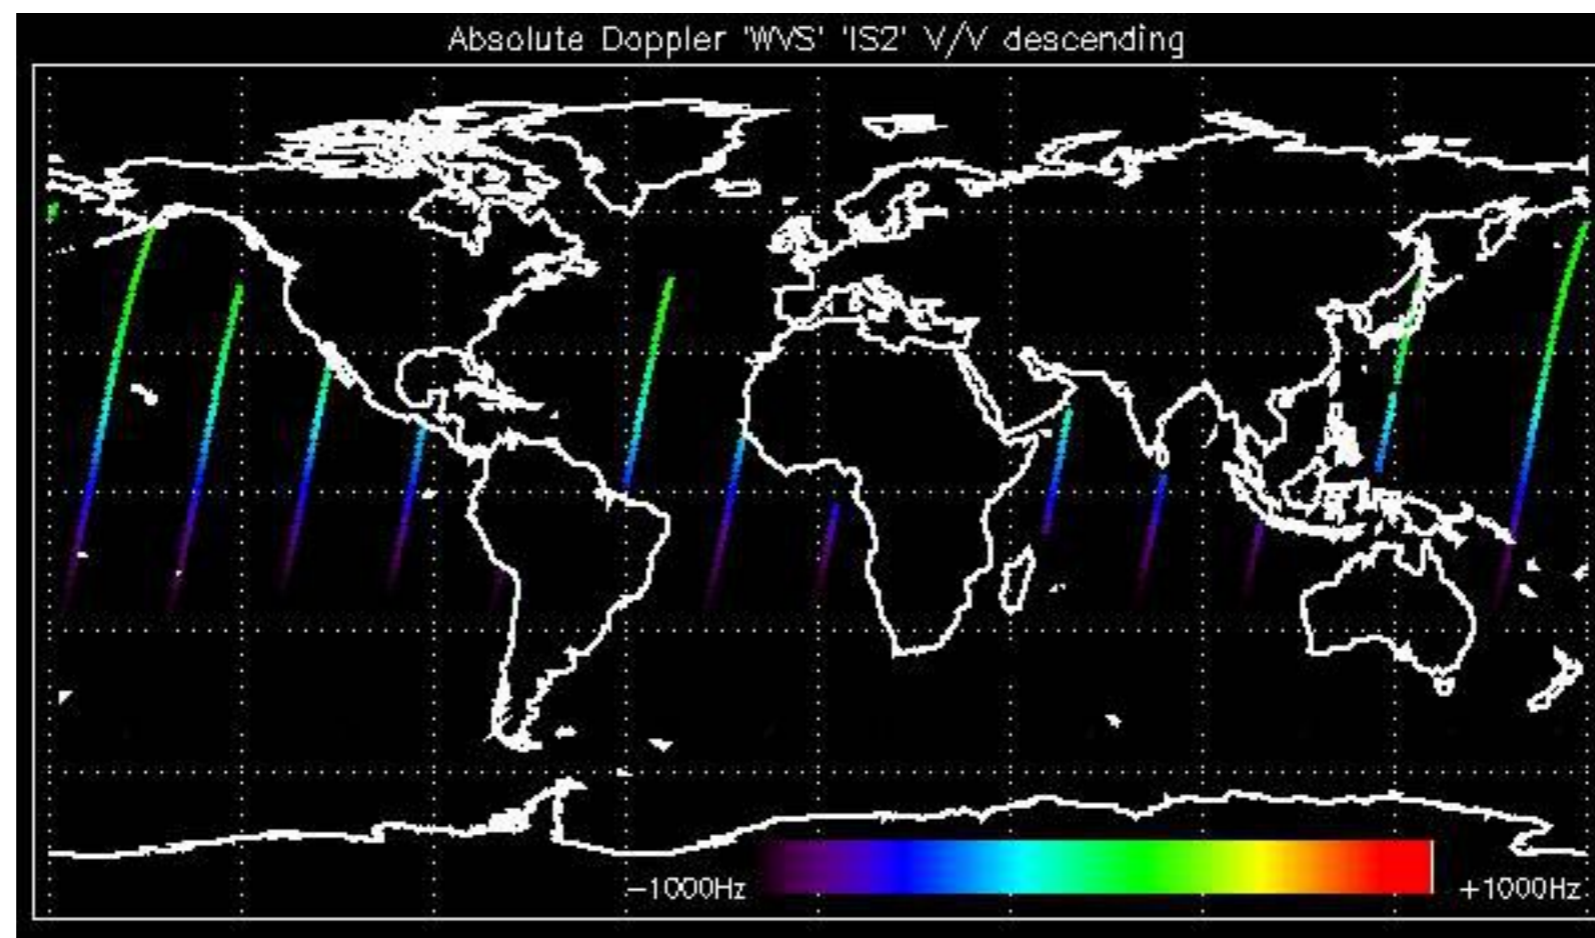 Absolute Doppler 'WVS' 'IS2' V/V descending
−1000Hz
+1000Hz